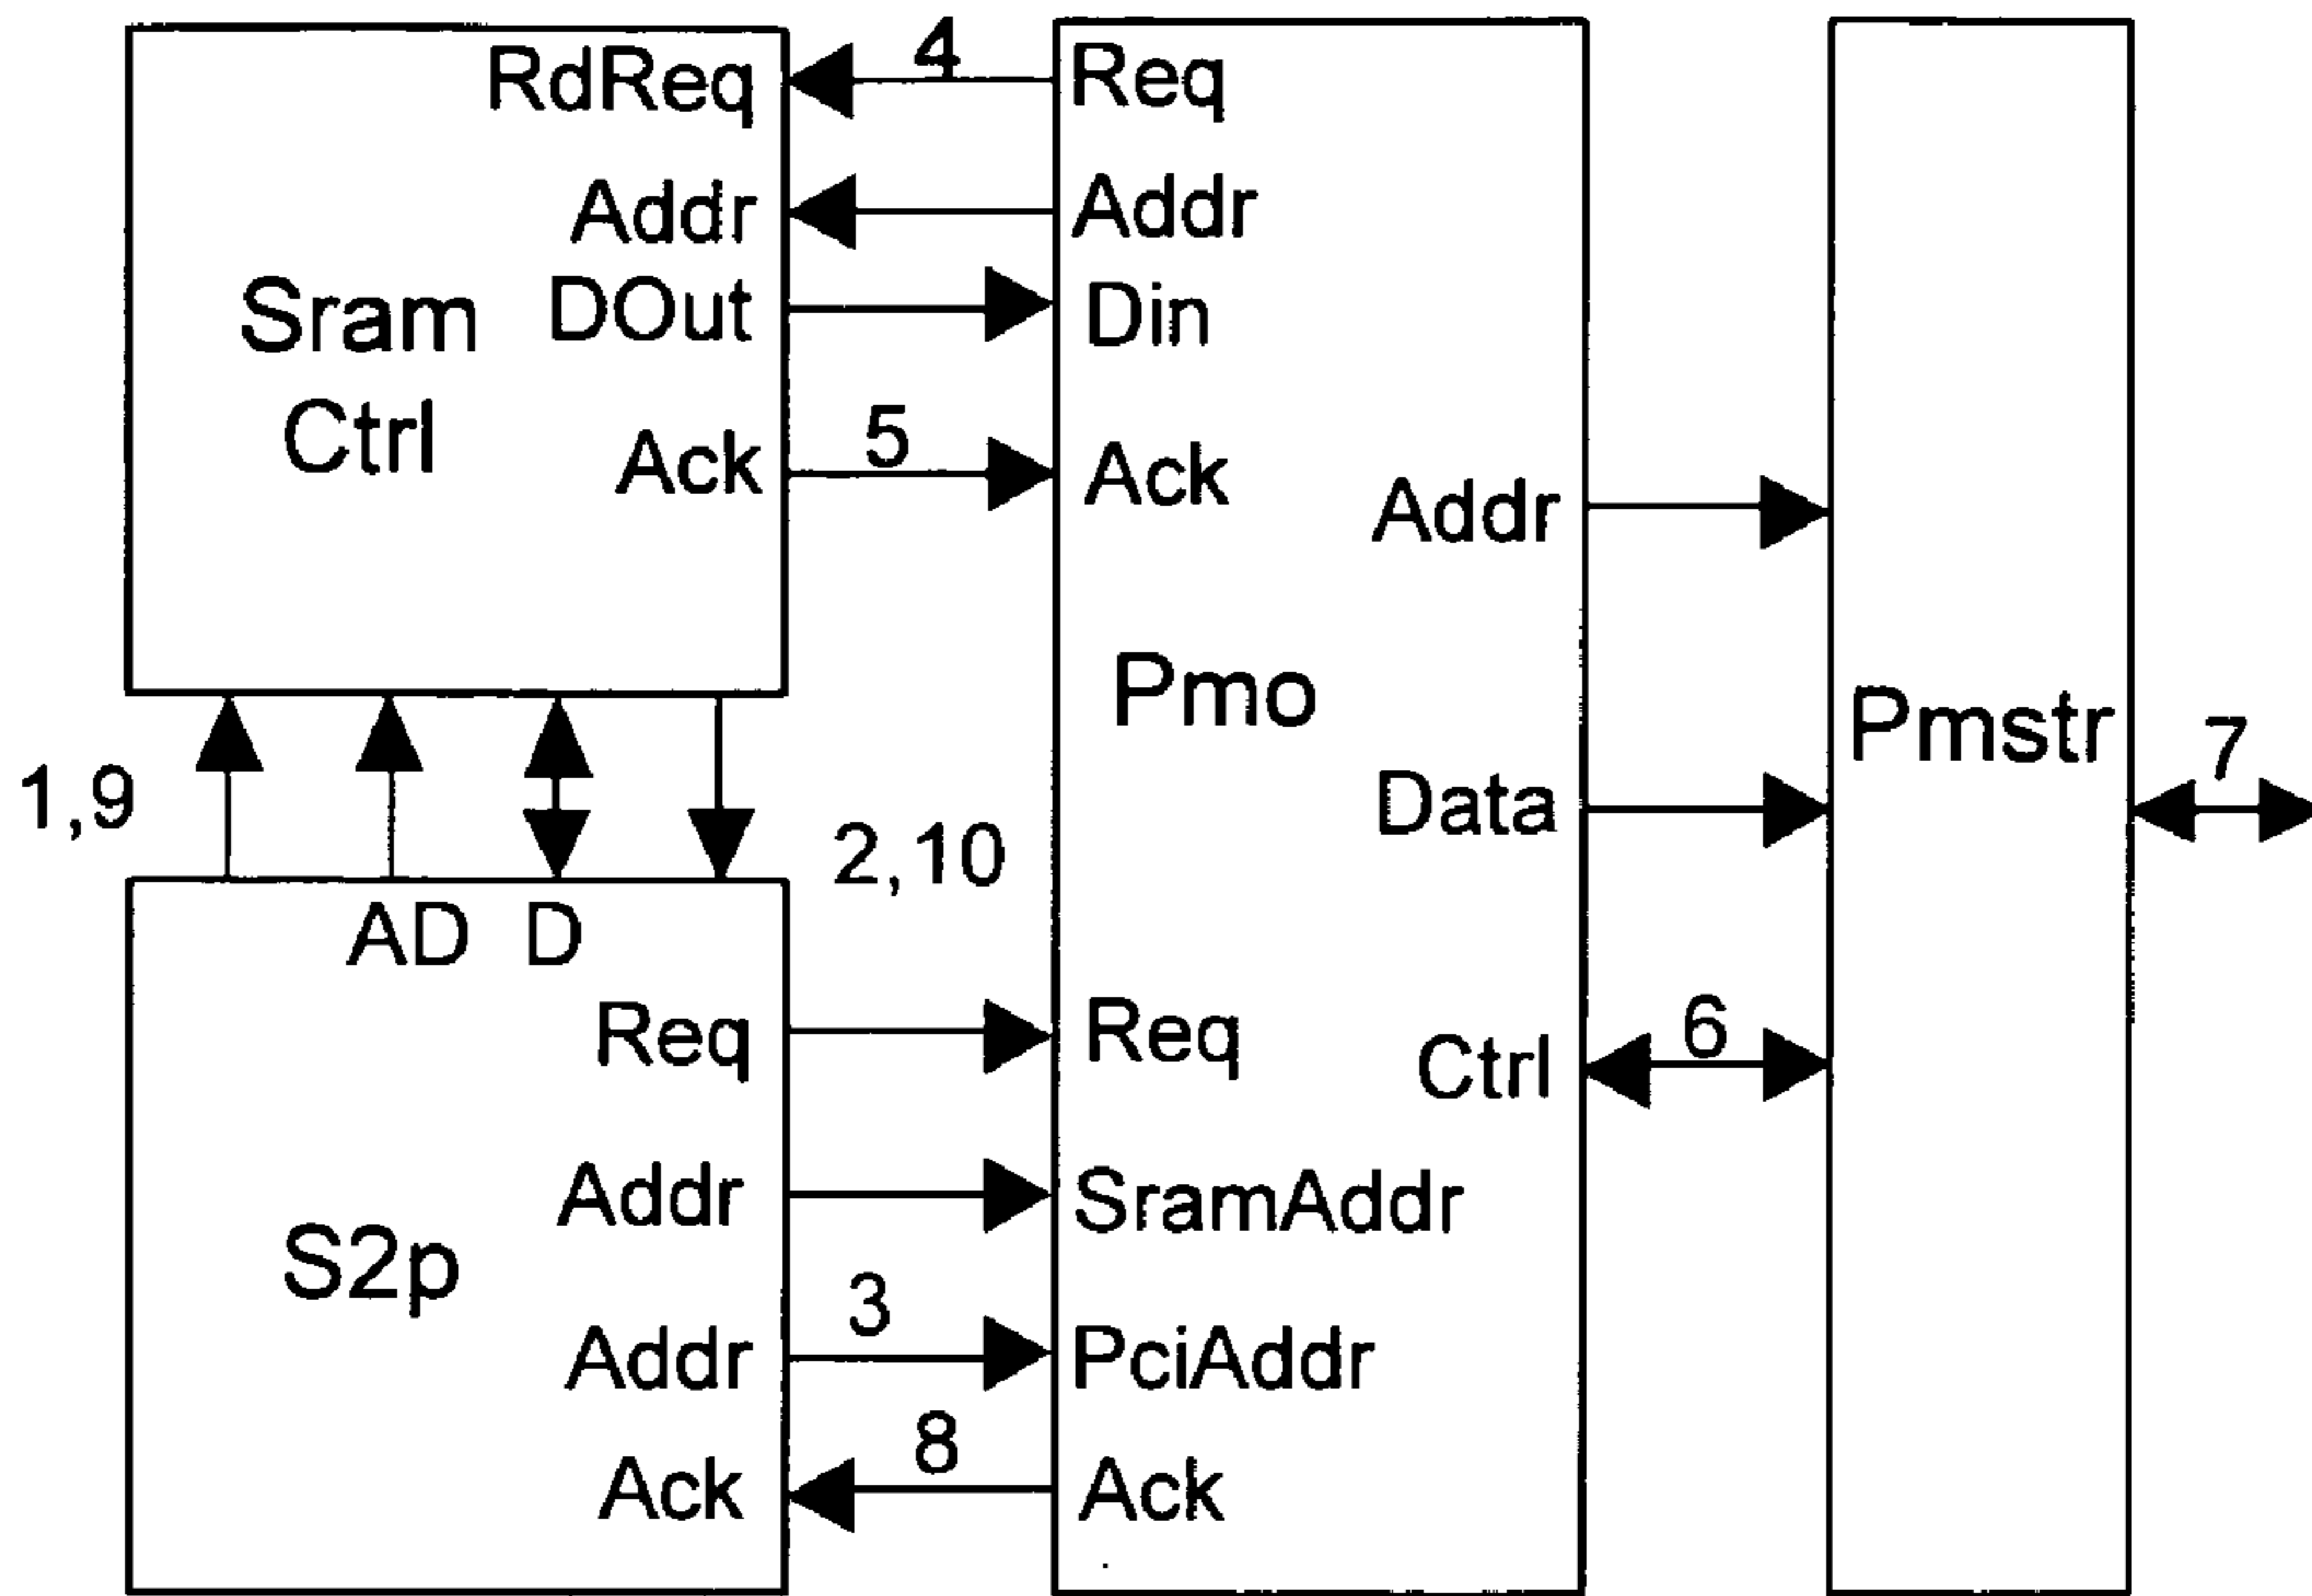 RdReq 4 Req
Addr Addr
Sram DOut Din
Ctrl Ack 5 Ack
Addr
Pmo
Pmstr
7
1,9
Data
2,10
AD D
Req Req
6
Ctrl
Addr SramAddr
S2p
3
Addr PciAddr
8
Ack Ack